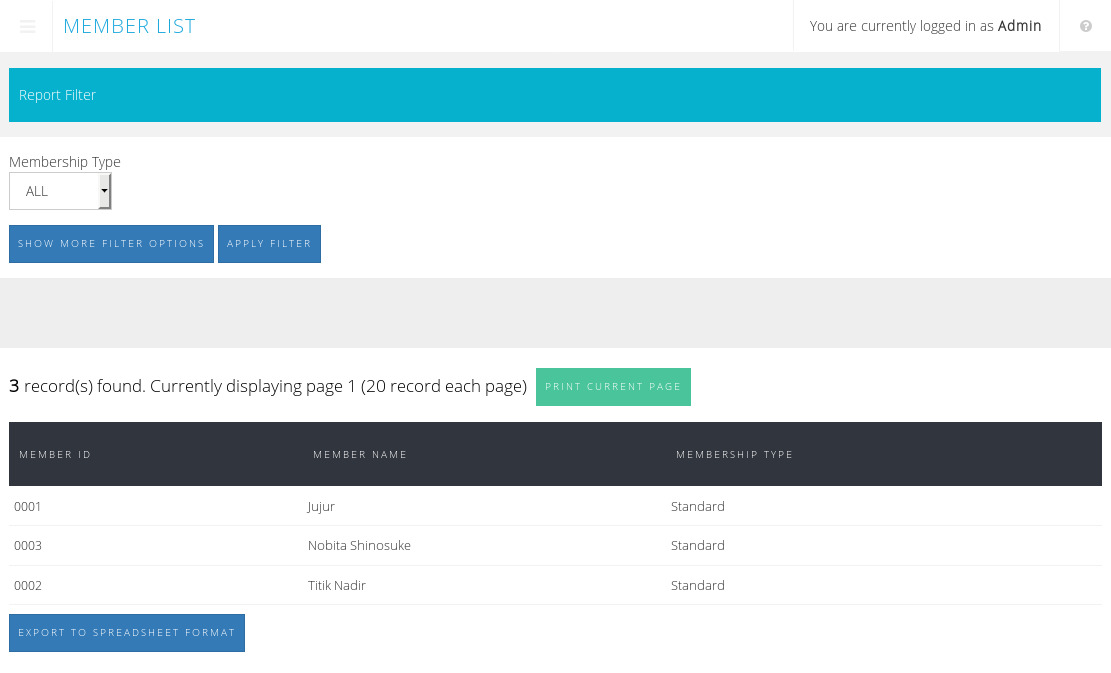 MEMBER LIST
You are currently logged in as Admin
Report Filter
Membership Type
ALL
SHOW MORE FILTER OPTIONS APPLY FILTER
3 record(s) found. Currently displaying page 1 (20 record each page) PRINT CURRENT PAGE
MEMBER ID MEMBER NAME MEMBERSHIP TYPE
0001 Jujur Standard
0003 Nobita Shinosuke Standard
0002 Titik Nadir Standard
EXPORT TO SPREADSHEET FORMAT